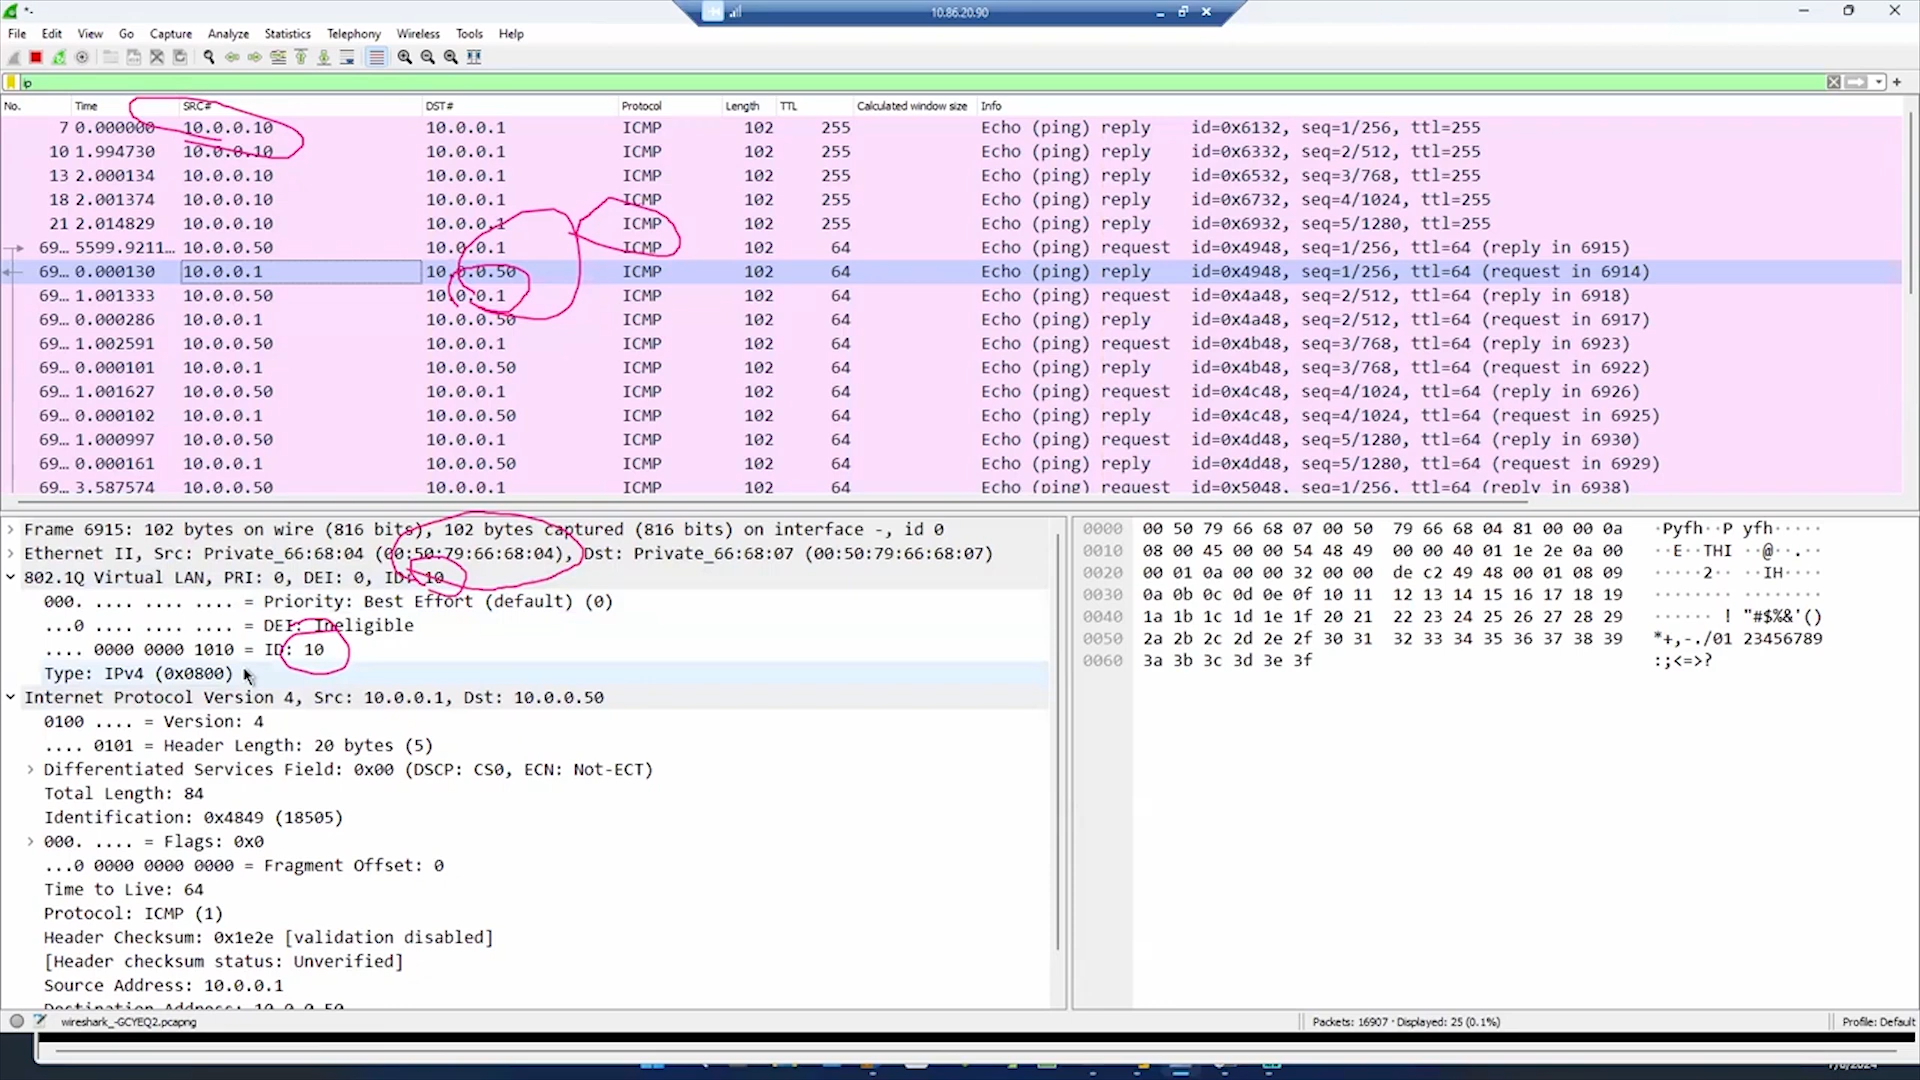 10.86.20.90
File Edit View Go Capture Analyze Statistics Telephony Wireless Tools Help
ip
No. Time SRC# DST# Protocol Length TTL Calculated window size Info
7 0.000000 10.0.0.10 10.0.0.1 ICMP 102 255 Echo (ping) reply id=0x6132, seq=1/256, ttl=255
10 1.994730 10.0.0.10 10.0.0.1 ICMP 102 255 Echo (ping) reply id=0x6332, seq=2/512, ttl=255
13 2.000134 10.0.0.10 10.0.0.1 ICMP 102 255 Echo (ping) reply id=0x6532, seq=3/768, ttl=255
18 2.001374 10.0.0.10 10.0.0.1 ICMP 102 255 Echo (ping) reply id=0x6732, seq=4/1024, ttl=255
21 2.014829 10.0.0.10 10.0.0.1 ICMP 102 255 Echo (ping) reply id=0x6932, seq=5/1280, ttl=255
69… 5599.9211… 10.0.0.50 10.0.0.1 ICMP 102 64 Echo (ping) request id=0x4948, seq=1/256, ttl=64 (reply in 6915)
69… 0.000130 10.0.0.1 10.0.0.50 ICMP 102 64 Echo (ping) reply id=0x4948, seq=1/256, ttl=64 (request in 6914)
69… 1.001333 10.0.0.50 10.0.0.1 ICMP 102 64 Echo (ping) request id=0x4a48, seq=2/512, ttl=64 (reply in 6918)
69… 0.000286 10.0.0.1 10.0.0.50 ICMP 102 64 Echo (ping) reply id=0x4a48, seq=2/512, ttl=64 (request in 6917)
69… 1.002591 10.0.0.50 10.0.0.1 ICMP 102 64 Echo (ping) request id=0x4b48, seq=3/768, ttl=64 (reply in 6923)
69… 0.000101 10.0.0.1 10.0.0.50 ICMP 102 64 Echo (ping) reply id=0x4b48, seq=3/768, ttl=64 (request in 6922)
69… 1.001627 10.0.0.50 10.0.0.1 ICMP 102 64 Echo (ping) request id=0x4c48, seq=4/1024, ttl=64 (reply in 6926)
69… 0.000102 10.0.0.1 10.0.0.50 ICMP 102 64 Echo (ping) reply id=0x4c48, seq=4/1024, ttl=64 (request in 6925)
69… 1.000997 10.0.0.50 10.0.0.1 ICMP 102 64 Echo (ping) request id=0x4d48, seq=5/1280, ttl=64 (reply in 6930)
69… 0.000161 10.0.0.1 10.0.0.50 ICMP 102 64 Echo (ping) reply id=0x4d48, seq=5/1280, ttl=64 (request in 6929)
69… 3.587574 10.0.0.50 10.0.0.1 ICMP 102 64 Echo (ping) request id=0x5048, seq=1/256, ttl=64 (reply in 6938)
Frame 6915: 102 bytes on wire (816 bits), 102 bytes captured (816 bits) on interface -, id 0
Ethernet II, Src: Private_66:68:04 (00:50:79:66:68:04), Dst: Private_66:68:07 (00:50:79:66:68:07)
802.1Q Virtual LAN, PRI: 0, DEI: 0, ID: 10
000. .... .... .... = Priority: Best Effort (default) (0)
...0 .... .... .... = DEI: Ineligible
.... 0000 0000 1010 = ID: 10
Type: IPv4 (0x0800)
Internet Protocol Version 4, Src: 10.0.0.1, Dst: 10.0.0.50
0100 .... = Version: 4
.... 0101 = Header Length: 20 bytes (5)
Differentiated Services Field: 0x00 (DSCP: CS0, ECN: Not-ECT)
Total Length: 84
Identification: 0x4849 (18505)
000. .... = Flags: 0x0
...0 0000 0000 0000 = Fragment Offset: 0
Time to Live: 64
Protocol: ICMP (1)
Header Checksum: 0x1e2e [validation disabled]
[Header checksum status: Unverified]
Source Address: 10.0.0.1
Destination Address: 10.0.0.50
0000 00 50 79 66 68 07 00 50 79 66 68 04 81 00 00 0a ·Pyfh··P yfh·····
0010 08 00 45 00 00 54 48 49 00 00 40 01 1e 2e 0a 00 ··E··THI ··@··.··
0020 00 01 0a 00 00 32 00 00 de c2 49 48 00 01 08 09 ·····2·· ··IH····
0030 0a 0b 0c 0d 0e 0f 10 11 12 13 14 15 16 17 18 19 ········ ········
0040 1a 1b 1c 1d 1e 1f 20 21 22 23 24 25 26 27 28 29 ······ ! "#$%&'()
0050 2a 2b 2c 2d 2e 2f 30 31 32 33 34 35 36 37 38 39 *+,-./01 23456789
0060 3a 3b 3c 3d 3e 3f :;<=>?
wireshark_-GCYEQ2.pcapng Packets: 16907 · Displayed: 25 (0.1%) Profile: Default